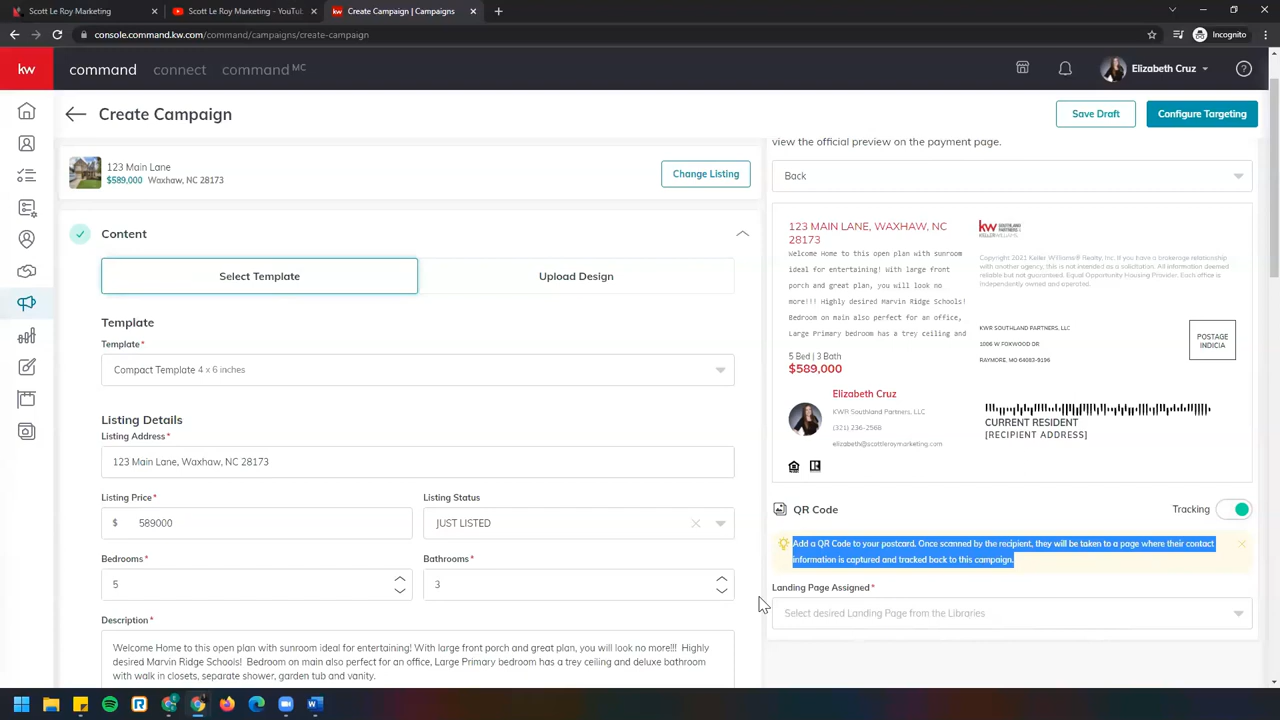 Scott Le Roy Marketing
Scott Le Roy Marketing - YouTub
Create Campaign | Campaigns
console.command.kw.com/command/campaigns/create-campaign
Incognito
kw
command
connect
command MC
Elizabeth Cruz
Create Campaign
Save Draft
Configure Targeting
123 Main Lane
$589,000 Waxhaw, NC 28173
Change Listing
Content
Select Template
Upload Design
Template
Template*
Compact Template 4 x 6 inches
Listing Details
Listing Address*
123 Main Lane, Waxhaw, NC 28173
Listing Price*
Listing Status
$ 589000
JUST LISTED
Bedrooms*
Bathrooms*
5
3
Description*
Welcome Home to this open plan with sunroom ideal for entertaining! With large front porch and great plan, you will look no more!!! Highly
desired Marvin Ridge Schools! Bedroom on main also perfect for an office, Large Primary bedroom has a trey ceiling and deluxe bathroom
with walk in closets, separate shower, garden tub and vanity.
view the official preview on the payment page.
Back
123 MAIN LANE, WAXHAW, NC
28173
Welcome Home to this open plan with sunroom
ideal for entertaining! With large front
porch and great plan, you will look no
more!!! Highly desired Marvin Ridge Schools!
Bedroom on main also perfect for an office,
Large Primary bedroom has a trey ceiling and
5 Bed | 3 Bath
$589,000
Elizabeth Cruz
KWR Southland Partners, LLC
(321) 236-2568
elizabeth@scottleroymarketing.com
kw SOUTHLAND
PARTNERS
KELLERWILLIAMS
Copyright 2021 Keller Williams® Realty, Inc. If you have a brokerage relationship
with another agency, this is not intended as a solicitation. All information deemed
reliable but not guaranteed. Equal Opportunity Housing Provider. Each office is
independently owned and operated.
KWR SOUTHLAND PARTNERS, LLC
1006 W FOXWOOD DR
RAYMORE, MO 64083-9196
POSTAGE
INDICIA
CURRENT RESIDENT
[RECIPIENT ADDRESS]
QR Code
Tracking
Add a QR Code to your postcard. Once scanned by the recipient, they will be taken to a page where their contact
information is captured and tracked back to this campaign.
Landing Page Assigned*
Select desired Landing Page from the Libraries